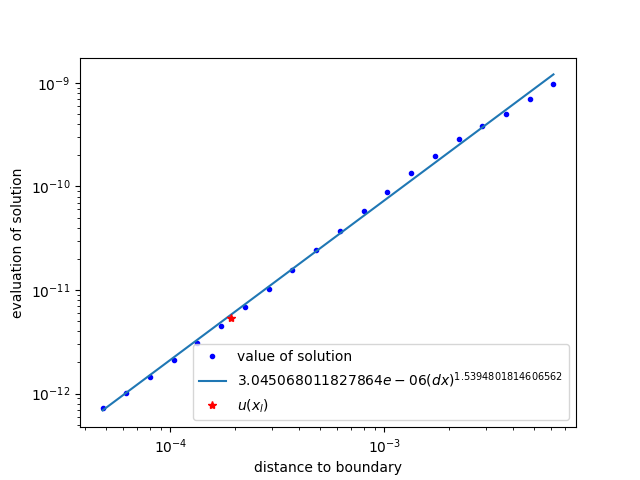 10⁻⁹
10⁻¹⁰
10⁻¹¹
10⁻¹²
evaluation of solution
value of solution
3.045068011827864e − 06(dx)^1.5394801814606562
u(x_l)
10⁻⁴
10⁻³
distance to boundary